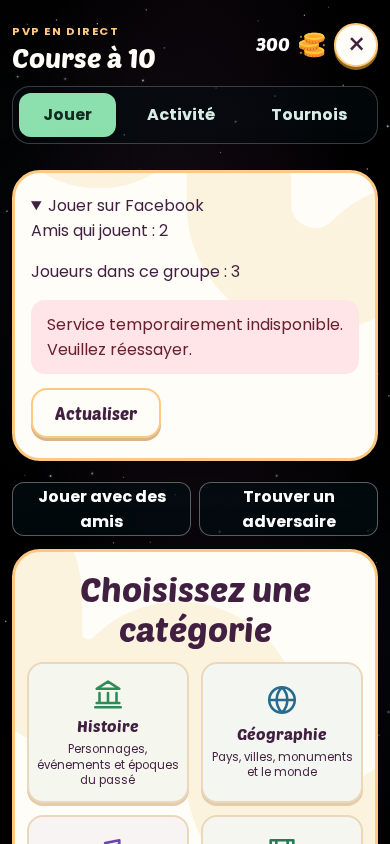 PVP EN DIRECT
Course à 10
300
Jouer
Activité
Tournois
Jouer sur Facebook
Amis qui jouent : 2
Joueurs dans ce groupe : 3
Service temporairement indisponible.
Veuillez réessayer.
Actualiser
Jouer avec des
amis
Trouver un
adversaire
Choisissez une
catégorie
Histoire
Personnages,
événements et époques
du passé
Géographie
Pays, villes, monuments
et le monde